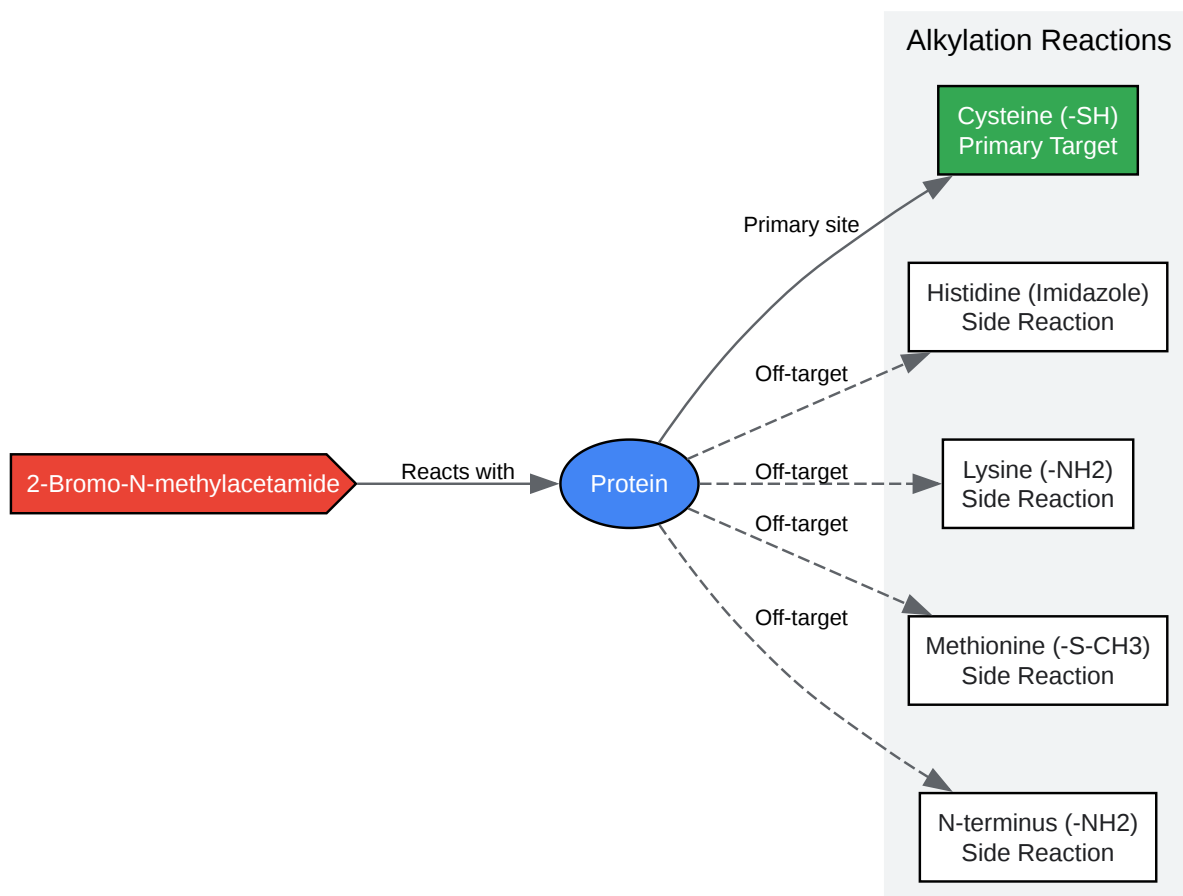 Alkylation Reactions
Cysteine (-SH)
Primary Target
Primary site
Histidine (Imidazole)
Side Reaction
Off-target
2-Bromo-N-methylacetamide
Reacts with
Protein
Off-target
Lysine (-NH2)
Side Reaction
Off-target
Methionine (-S-CH3)
Side Reaction
Off-target
N-terminus (-NH2)
Side Reaction